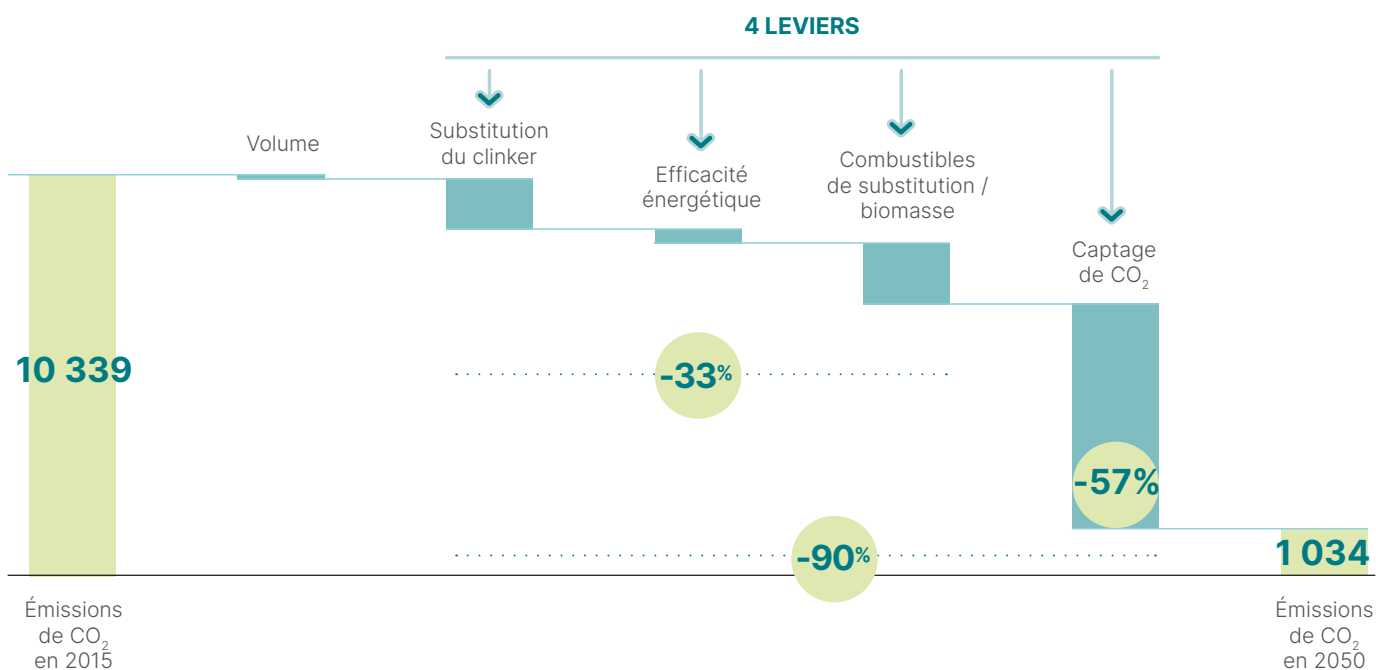 4 LEVIERS
Volume
Substitution
du clinker
Efficacité
énergétique
Combustibles
de substitution /
biomasse
Captage
de CO₂
10 339
-33%
-57%
-90%
1 034
Émissions
de CO₂
en 2015
Émissions
de CO₂
en 2050